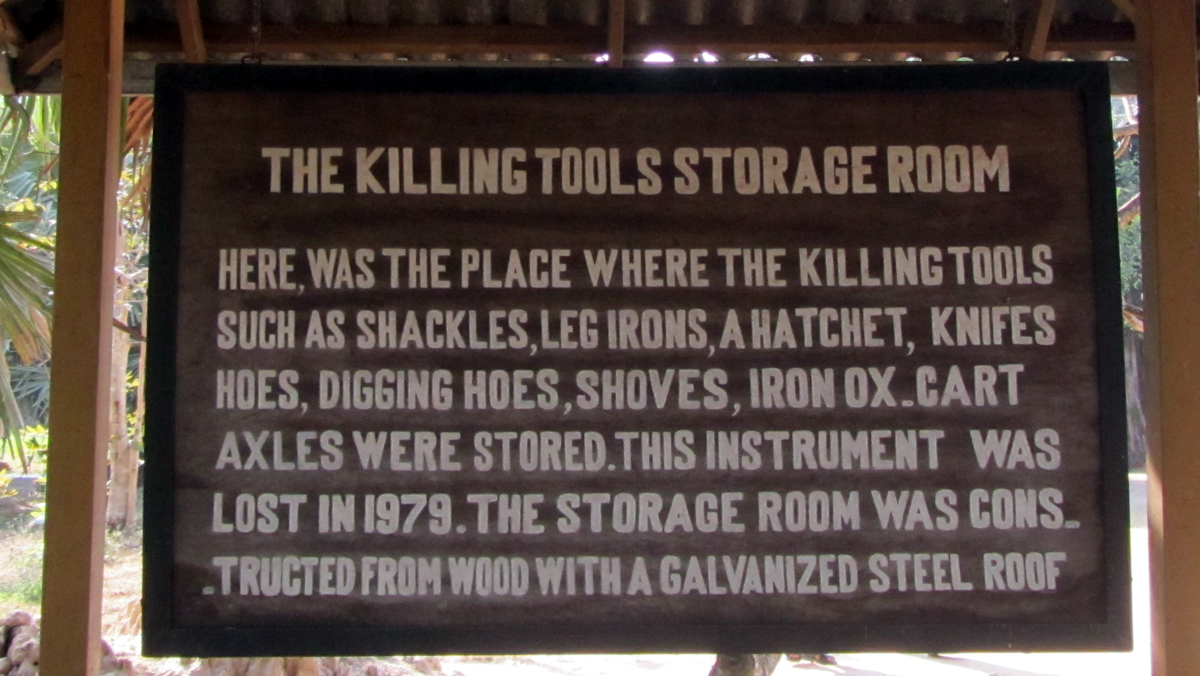 THE KILLING TOOLS STORAGE ROOM
HERE, WAS THE PLACE WHERE THE KILLING TOOLS
SUCH AS SHACKLES, LEG IRONS, A HATCHET, KNIFES
HOES, DIGGING HOES, SHOVES, IRON OX-CART
AXLES WERE STORED. THIS INSTRUMENT WAS
LOST IN 1979. THE STORAGE ROOM WAS CONS-
-TRUCTED FROM WOOD WITH A GALVANIZED STEEL ROOF